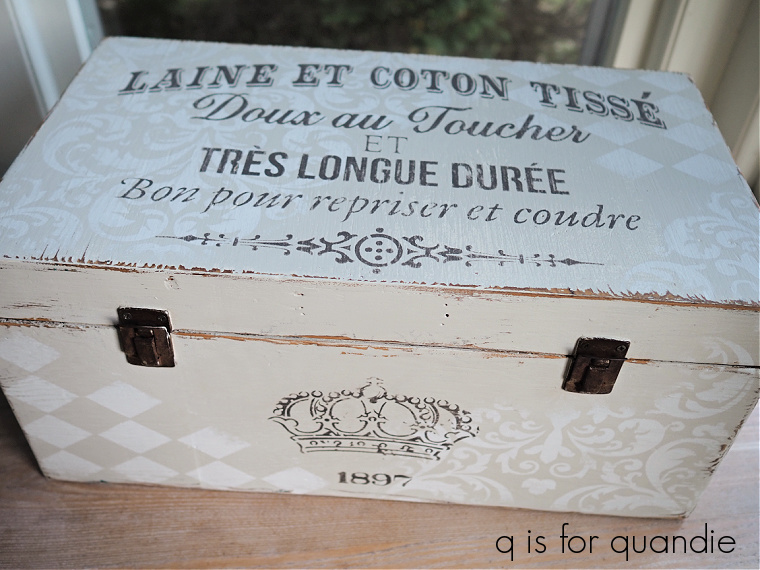 LAINE ET COTON TISSÉ
Doux au Toucher
ET
TRÈS LONGUE DURÉE
Bon pour repriser et coudre
1897
q is for quandie